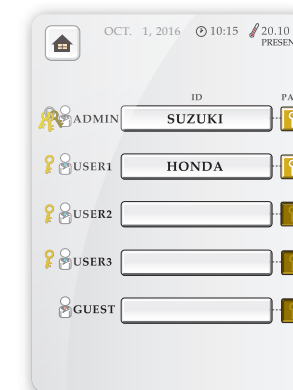 OCT. 1, 2016 10:15 20.10
PRESEN
ID PA
ADMIN SUZUKI
USER1 HONDA
USER2
USER3
GUEST